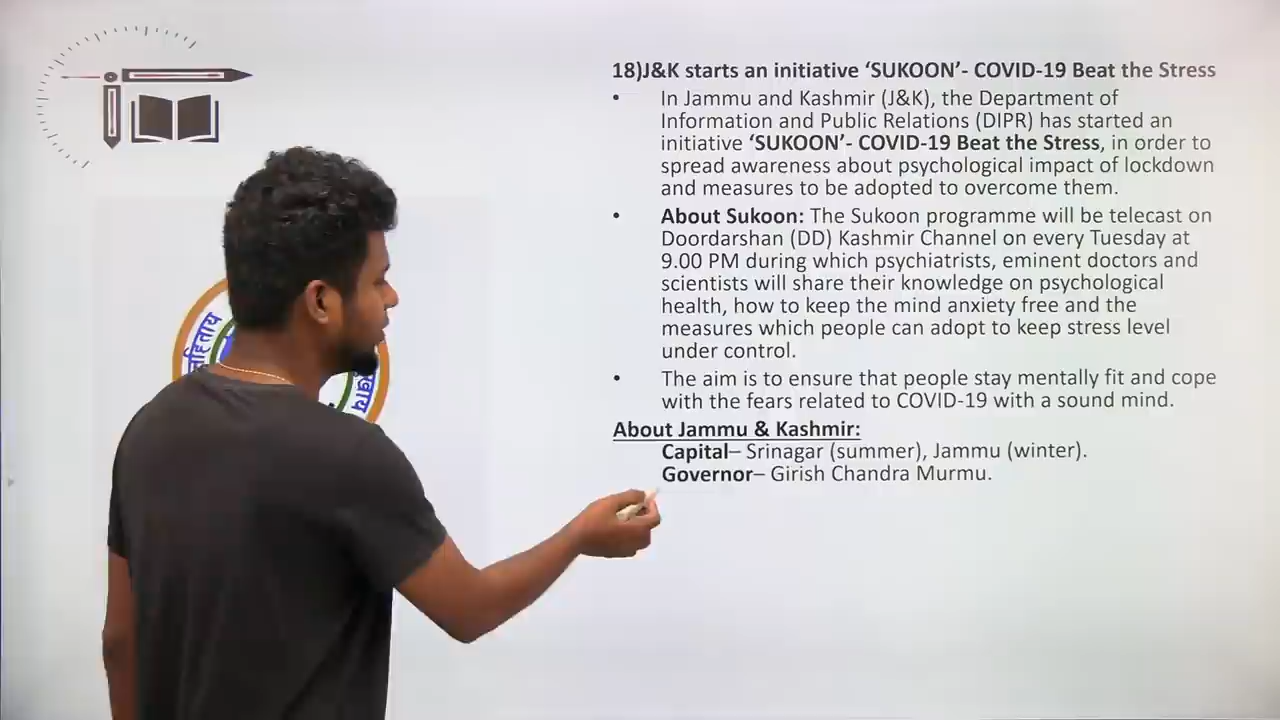 18)J&K starts an initiative ‘SUKOON’- COVID-19 Beat the Stress
• In Jammu and Kashmir (J&K), the Department of
Information and Public Relations (DIPR) has started an
initiative ‘SUKOON’- COVID-19 Beat the Stress, in order to
spread awareness about psychological impact of lockdown
and measures to be adopted to overcome them.
• About Sukoon: The Sukoon programme will be telecast on
Doordarshan (DD) Kashmir Channel on every Tuesday at
9.00 PM during which psychiatrists, eminent doctors and
scientists will share their knowledge on psychological
health, how to keep the mind anxiety free and the
measures which people can adopt to keep stress level
under control.
• The aim is to ensure that people stay mentally fit and cope
with the fears related to COVID-19 with a sound mind.
About Jammu & Kashmir:
Capital– Srinagar (summer), Jammu (winter).
Governor– Girish Chandra Murmu.